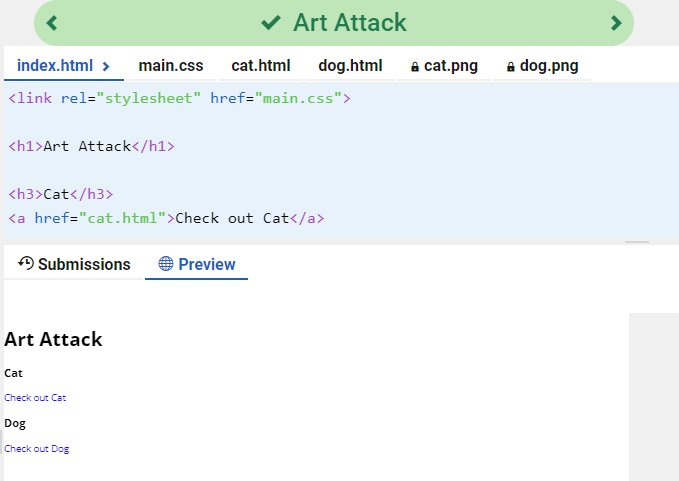 Art Attack
index.html main.css cat.html dog.html cat.png dog.png
<link rel="stylesheet" href="main.css">
<h1>Art Attack</h1>
<h3>Cat</h3>
<a href="cat.html">Check out Cat</a>
Submissions Preview
Art Attack
Cat
Check out Cat
Dog
Check out Dog